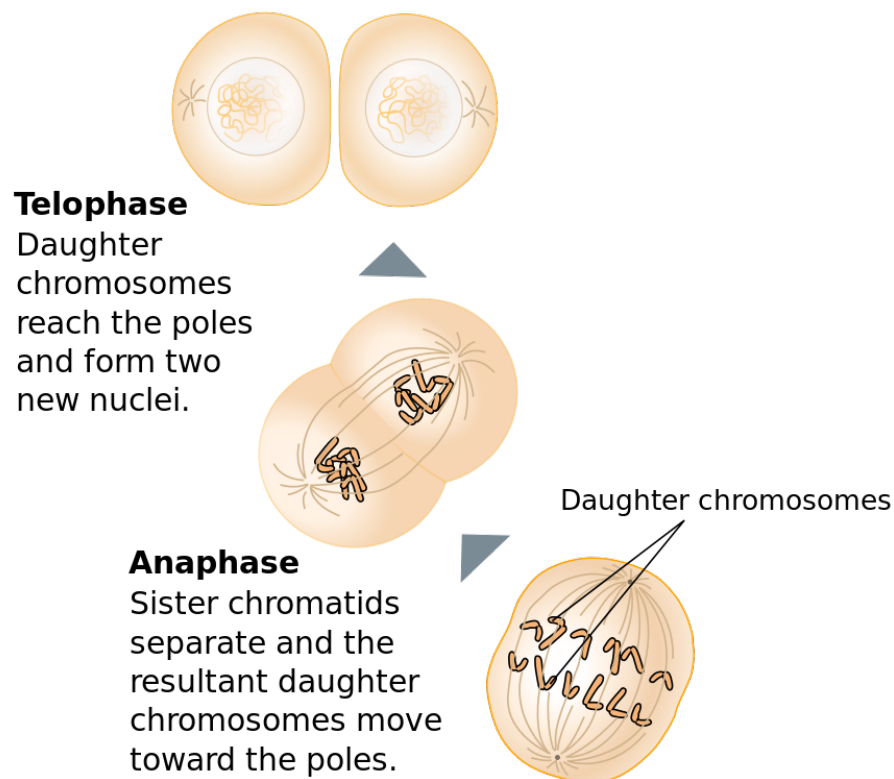 Telophase
Daughter
chromosomes
reach the poles
and form two
new nuclei.
Daughter chromosomes
Anaphase
Sister chromatids
separate and the
resultant daughter
chromosomes move
toward the poles.